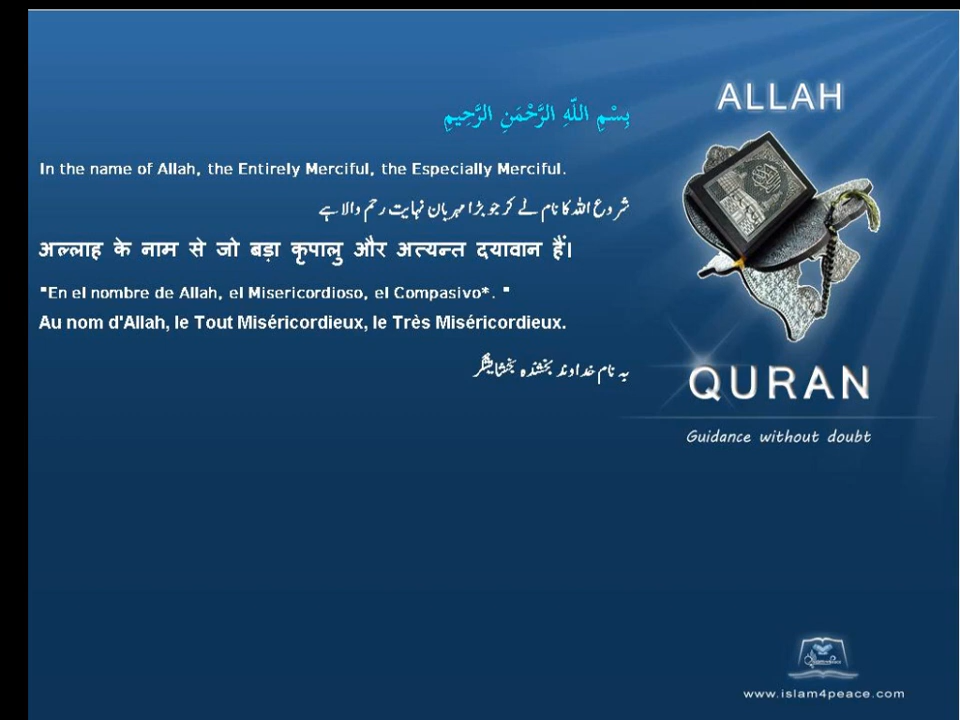 بِسْمِ اللّهِ الرَّحْمَنِ الرَّحِيمِ
In the name of Allah, the Entirely Merciful, the Especially Merciful.
شروع اللہ کا نام لے کر جو بڑا مہربان نہایت رحم والا ہے
अल्लाह के नाम से जो बड़ा कृपालु और अत्यन्त दयावान हैं।
"En el nombre de Allah, el Misericordioso, el Compasivo*. "
Au nom d'Allah, le Tout Miséricordieux, le Très Miséricordieux.
به نام خداوند بخشنده بخشایشگر
ALLAH
QURAN
Guidance without doubt
www.islam4peace.com